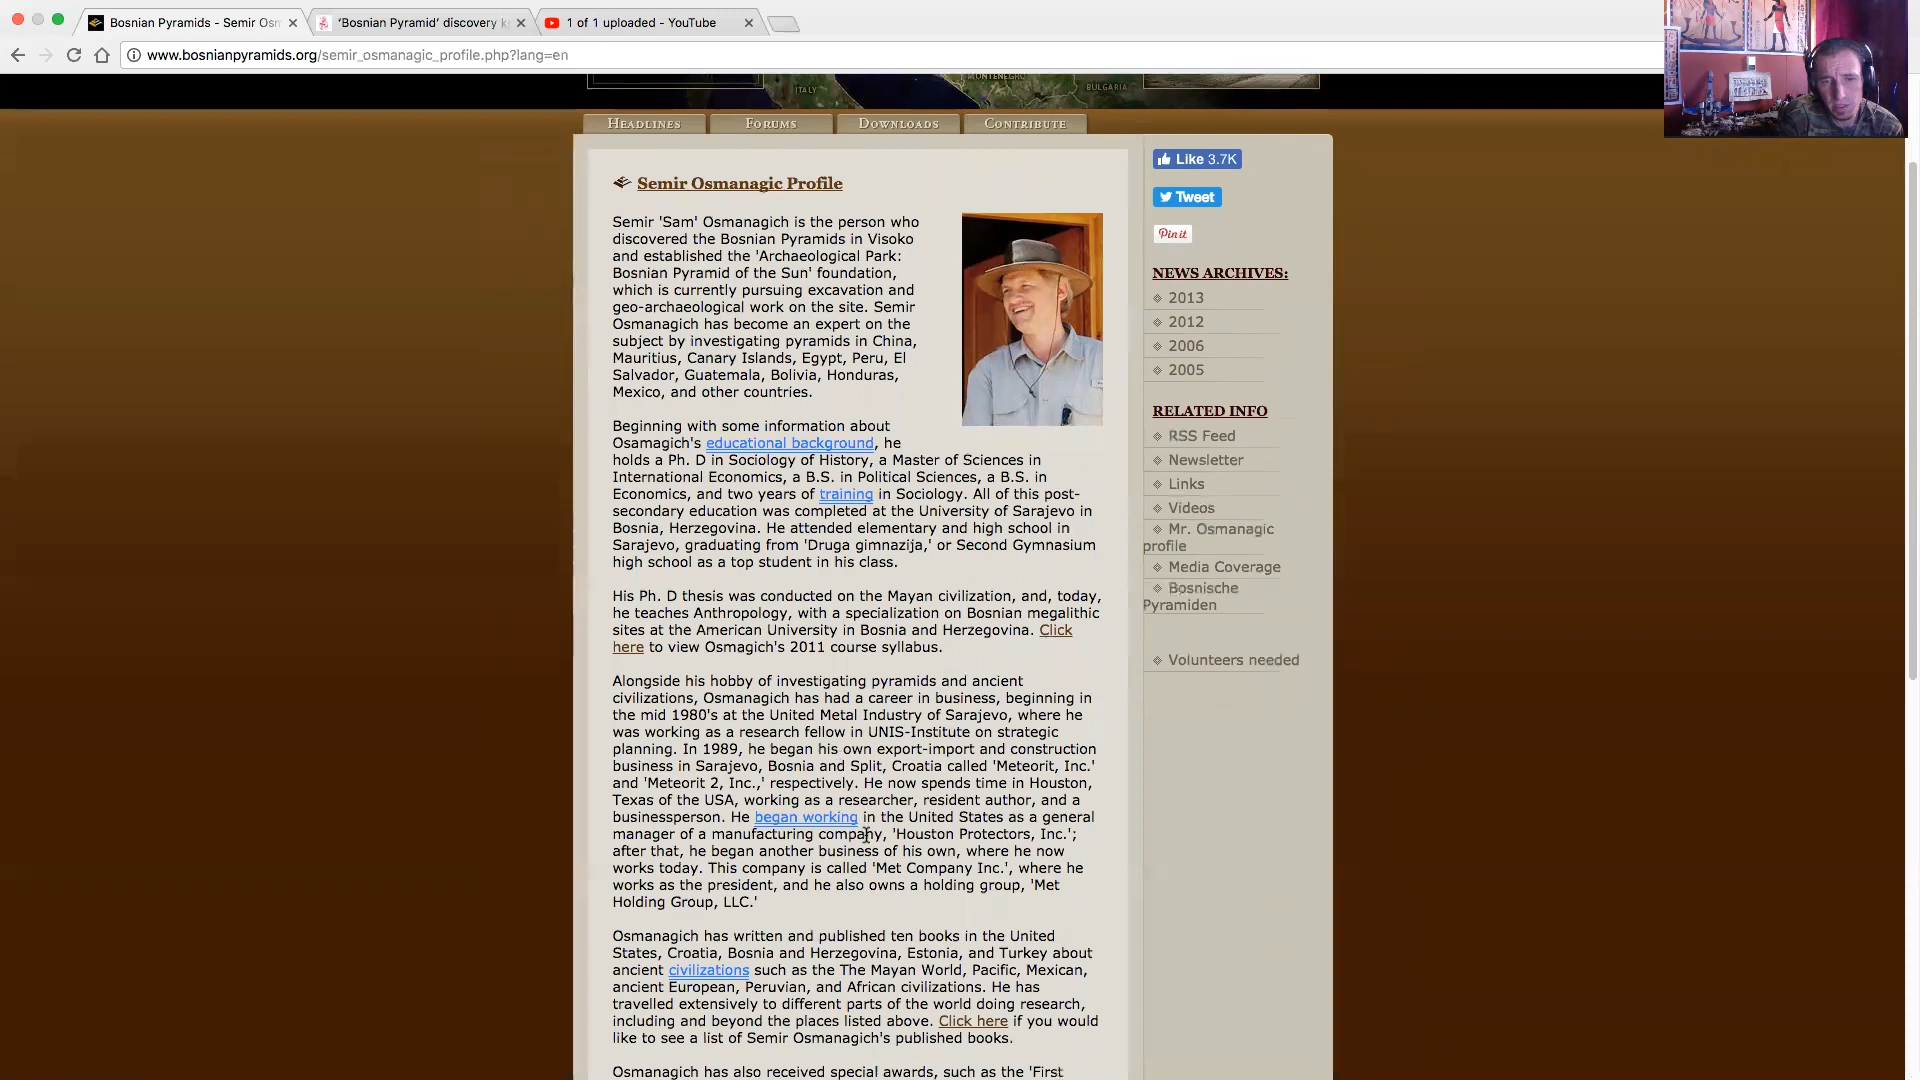 Bosnian Pyramids - Semir Osm
‘Bosnian Pyramid’ discovery k
1 of 1 uploaded - YouTube
www.bosnianpyramids.org/semir_osmanagic_profile.php?lang=en
ITALY
MONTENEGRO
BULGARIA
HEADLINES
FORUMS
DOWNLOADS
CONTRIBUTE
Semir Osmanagic Profile
Semir 'Sam' Osmanagich is the person who
discovered the Bosnian Pyramids in Visoko
and established the 'Archaeological Park:
Bosnian Pyramid of the Sun' foundation,
which is currently pursuing excavation and
geo-archaeological work on the site. Semir
Osmanagich has become an expert on the
subject by investigating pyramids in China,
Mauritius, Canary Islands, Egypt, Peru, El
Salvador, Guatemala, Bolivia, Honduras,
Mexico, and other countries.
Beginning with some information about
Osamagich's educational background, he
holds a Ph. D in Sociology of History, a Master of Sciences in
International Economics, a B.S. in Political Sciences, a B.S. in
Economics, and two years of training in Sociology. All of this post-
secondary education was completed at the University of Sarajevo in
Bosnia, Herzegovina. He attended elementary and high school in
Sarajevo, graduating from 'Druga gimnazija,' or Second Gymnasium
high school as a top student in his class.
His Ph. D thesis was conducted on the Mayan civilization, and, today,
he teaches Anthropology, with a specialization on Bosnian megalithic
sites at the American University in Bosnia and Herzegovina. Click
here to view Osmagich's 2011 course syllabus.
Alongside his hobby of investigating pyramids and ancient
civilizations, Osmanagich has had a career in business, beginning in
the mid 1980's at the United Metal Industry of Sarajevo, where he
was working as a research fellow in UNIS-Institute on strategic
planning. In 1989, he began his own export-import and construction
business in Sarajevo, Bosnia and Split, Croatia called 'Meteorit, Inc.'
and 'Meteorit 2, Inc.,' respectively. He now spends time in Houston,
Texas of the USA, working as a researcher, resident author, and a
businessperson. He began working in the United States as a general
manager of a manufacturing company, 'Houston Protectors, Inc.';
after that, he began another business of his own, where he now
works today. This company is called 'Met Company Inc.', where he
works as the president, and he also owns a holding group, 'Met
Holding Group, LLC.'
Osmanagich has written and published ten books in the United
States, Croatia, Bosnia and Herzegovina, Estonia, and Turkey about
ancient civilizations such as the The Mayan World, Pacific, Mexican,
ancient European, Peruvian, and African civilizations. He has
travelled extensively to different parts of the world doing research,
including and beyond the places listed above. Click here if you would
like to see a list of Semir Osmanagich's published books.
Osmanagich has also received special awards, such as the 'First
Like 3.7K
Tweet
Pin it
NEWS ARCHIVES:
2013
2012
2006
2005
RELATED INFO
RSS Feed
Newsletter
Links
Videos
Mr. Osmanagic
profile
Media Coverage
Bosnische
Pyramiden
Volunteers needed